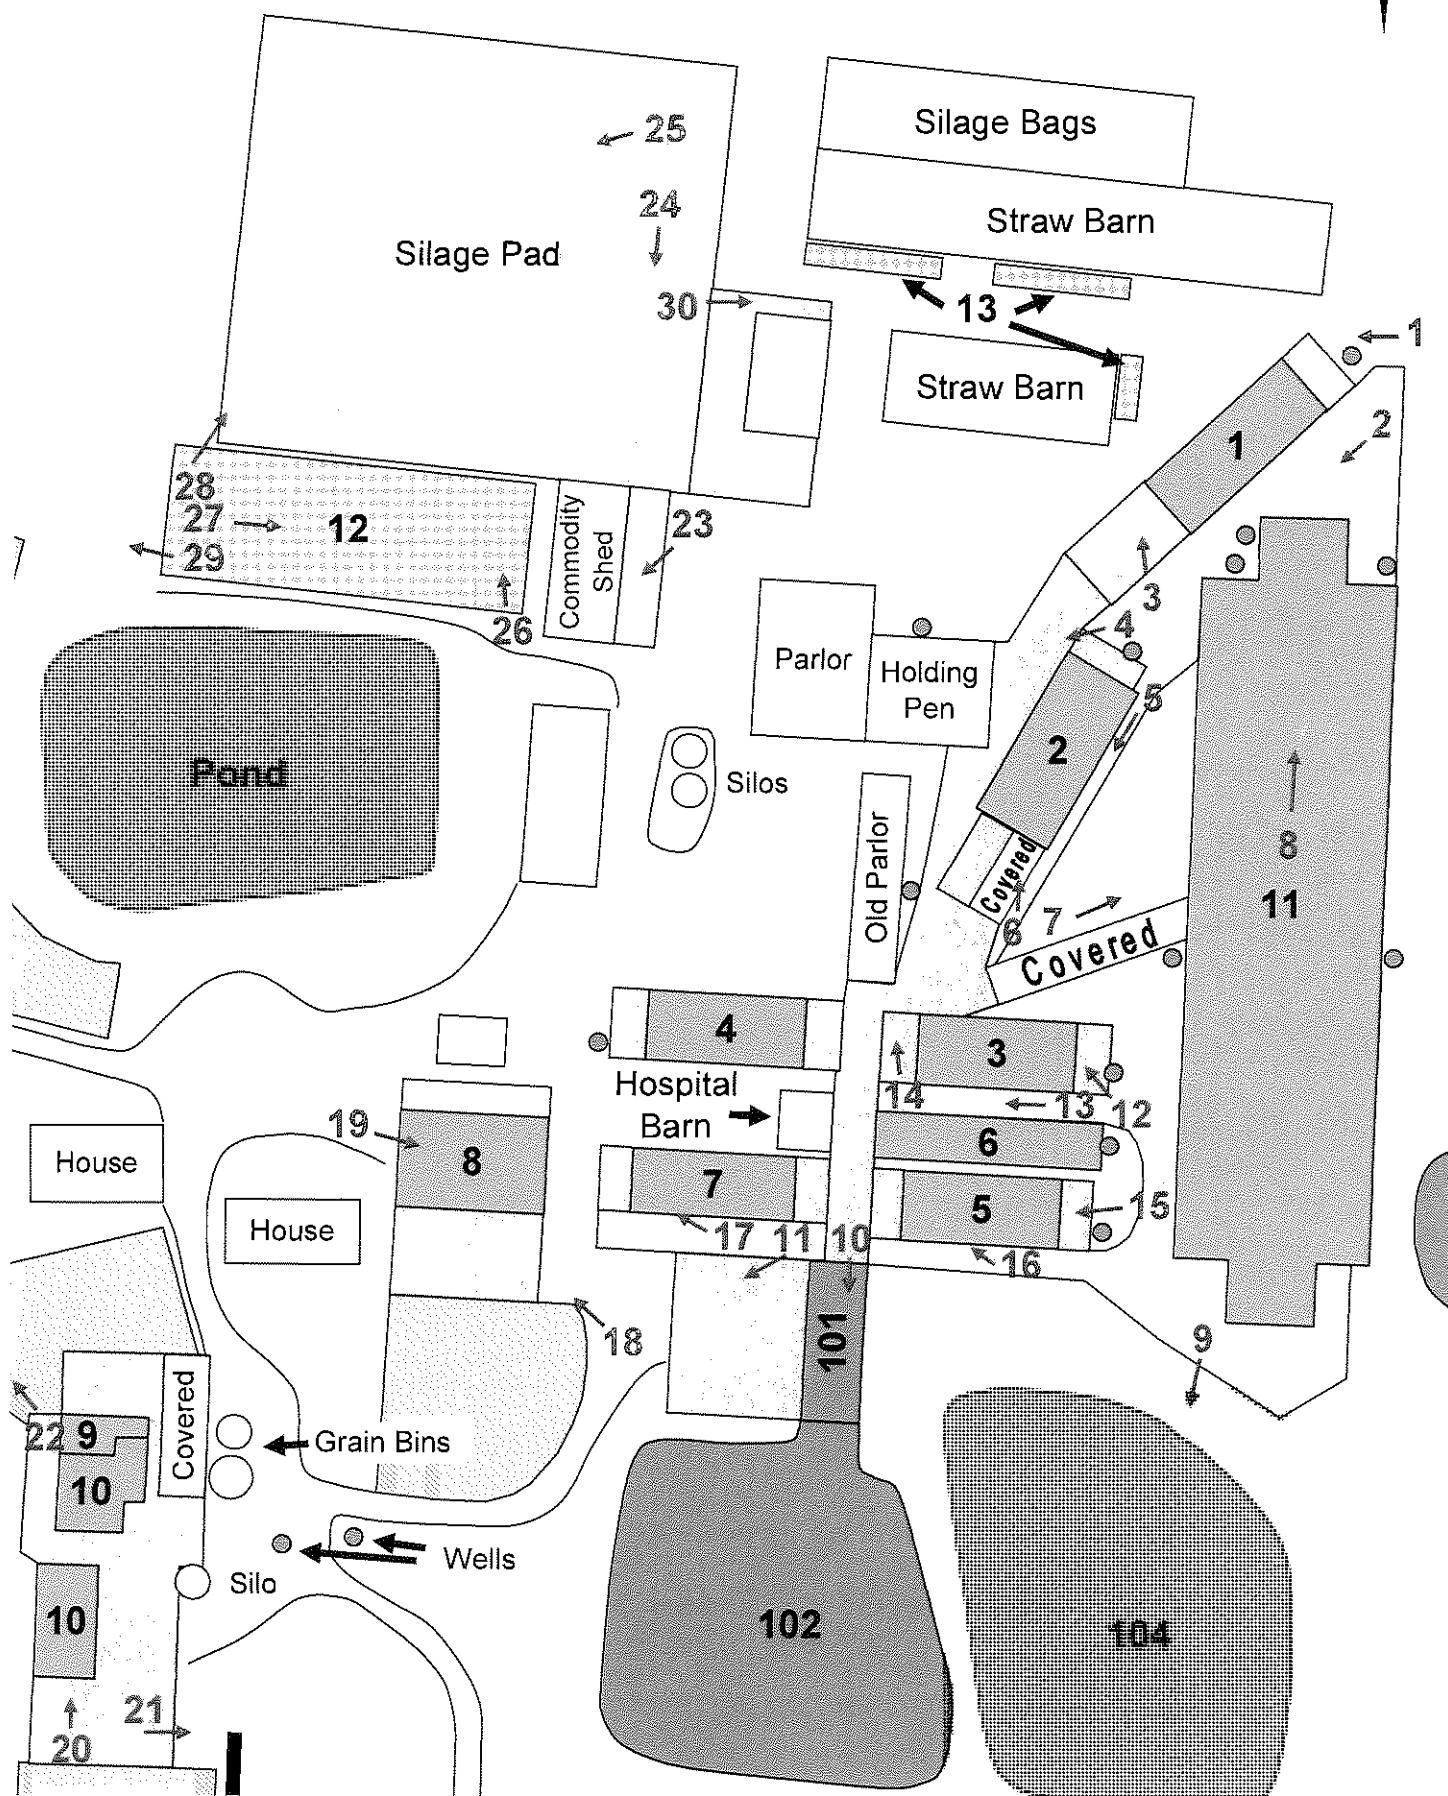 25
Silage Bags
24
Straw Barn
Silage Pad
30
13
1
Straw Barn
2
1
28
27
12
29
Commodity
Shed
23
26
3
4
Parlor
Holding
Pen
5
2
Pond
Silos
8
Old Parlor
Covered
11
7
6
Covered
4
3
Hospital
Barn
14
13
12
19
6
House
8
7
5
15
House
17
11
10
16
18
101
9
Covered
22
9
Grain Bins
10
Wells
Silo
10
102
104
21
20